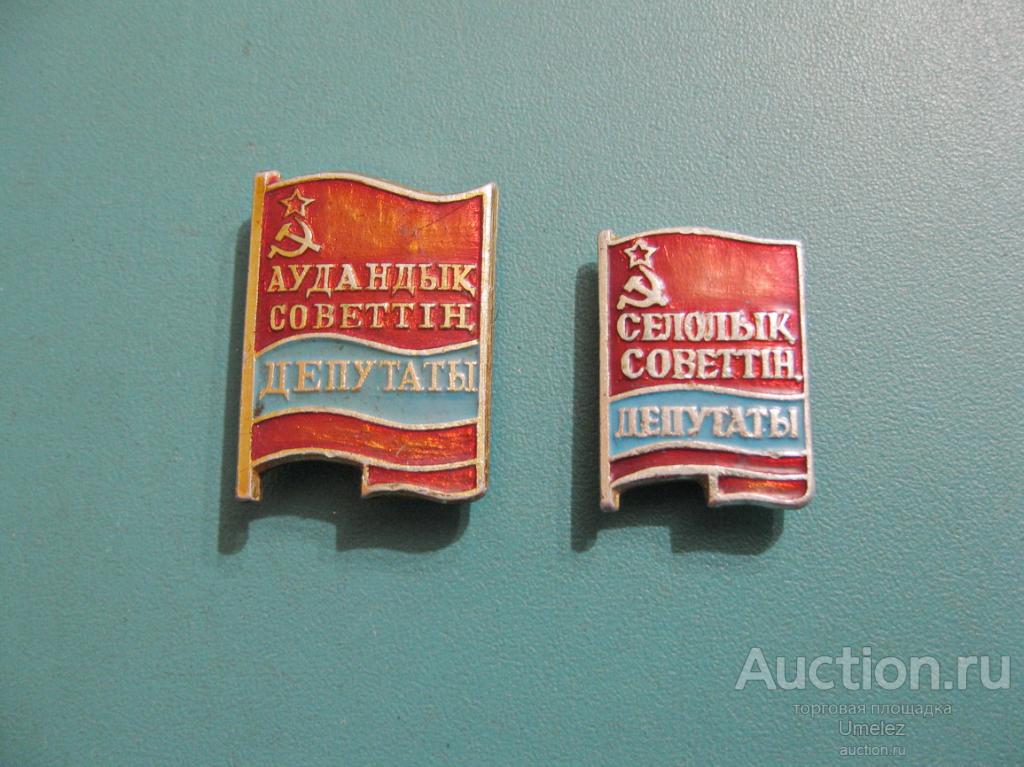 АУДАНДЫҚ
СОВЕТТІҢ
ДЕПУТАТЫ
СЕЛОЛЫҚ
СОВЕТТІҢ
ДЕПУТАТЫ
Auction.ru
торговая площадка
Umelez
auction.ru